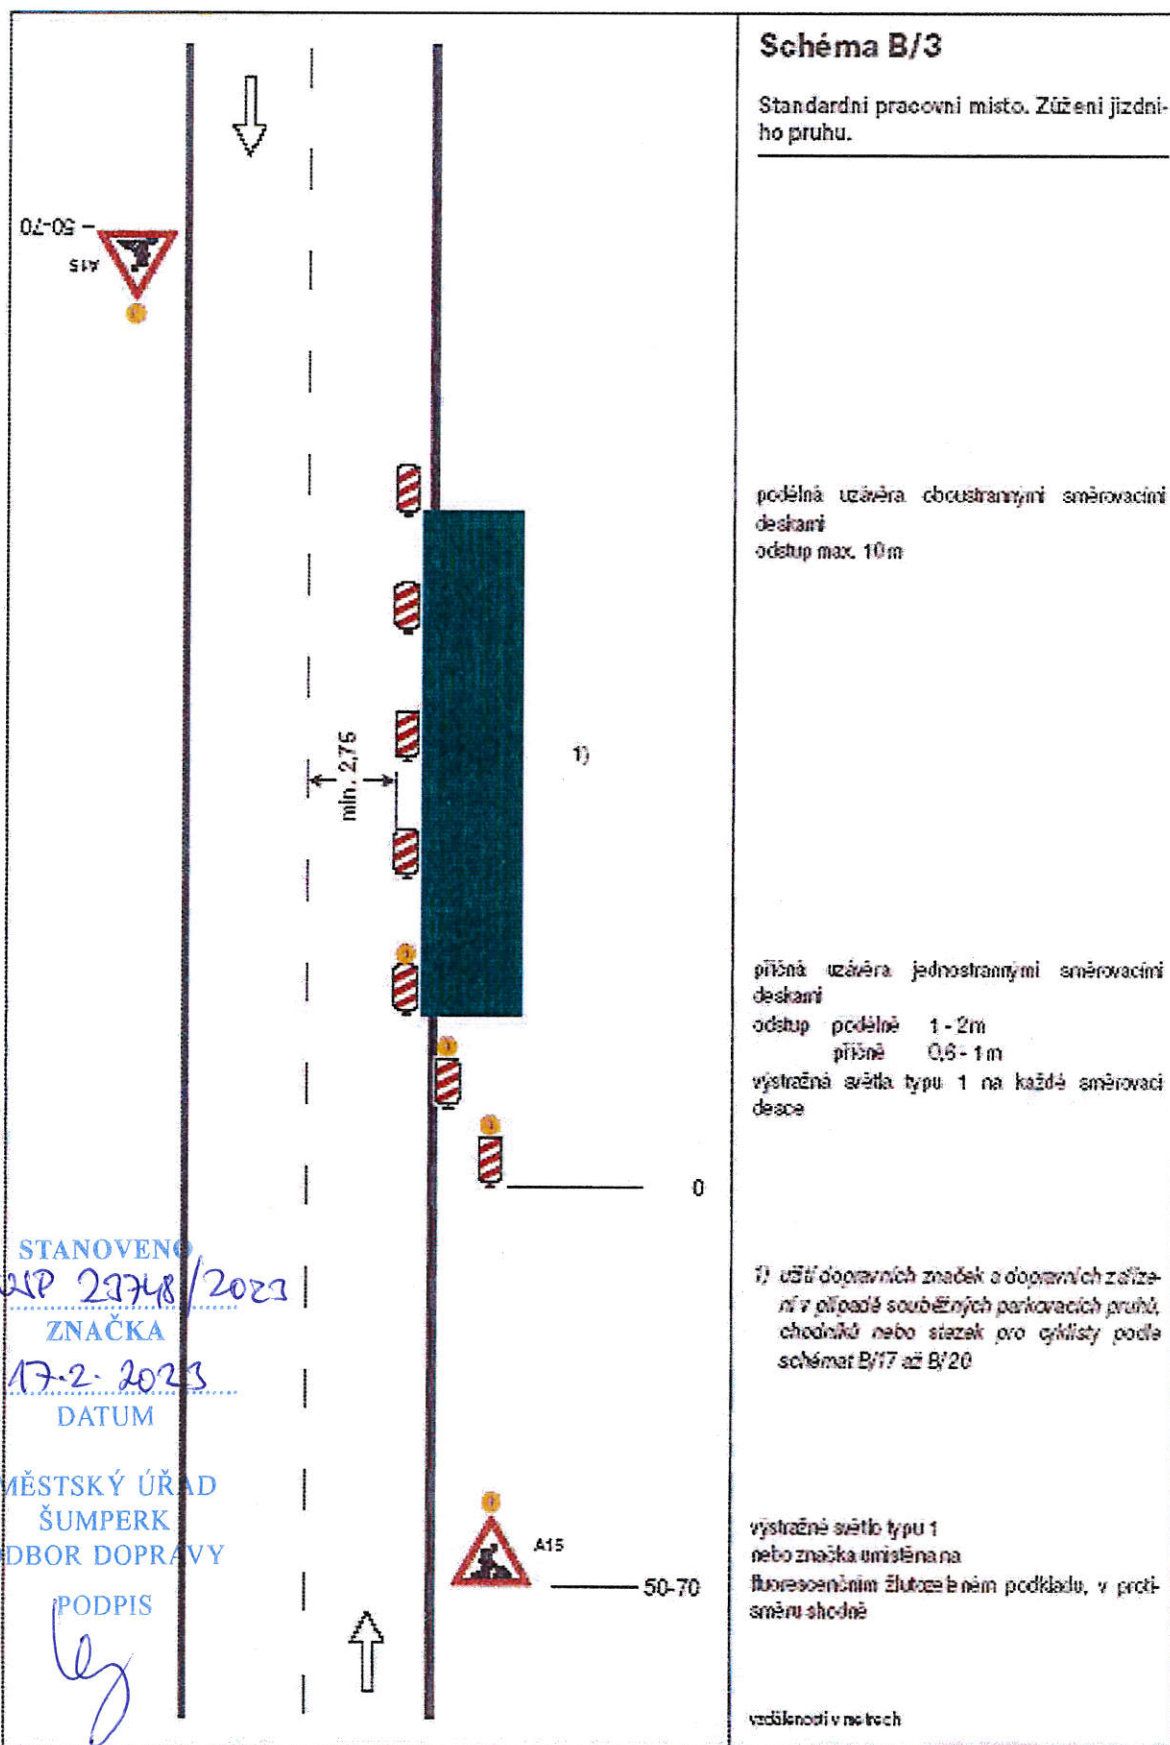 Schéma B/3
Standardní pracovní místo. Zúžení jízdní-
ho pruhu.
50-70
A15
podélná uzávěra oboustrannými směrovacími
deskami
odstup max. 10 m
min. 2,75
1)
příčná uzávěra jednostrannými směrovacími
deskami
odstup podélně 1 - 2m
příčně 0,6 - 1m
výstražná světla typu 1 na každé směrovací
desce
0
1) užití dopravních značek a dopravních zaříze-
ní v případě souběžných parkovacích pruhů,
chodníků nebo stezek pro cyklisty podle
schémat B/17 až B/20
STANOVENO
23748/2023
ZNAČKA
17.2.2023
DATUM
MĚSTSKÝ ÚŘAD
ŠUMPERK
ODBOR DOPRAVY
PODPIS
A15
50-70
výstražné světlo typu 1
nebo značka umístěna na
fluorescenčním žlutozeleném podkladu, v proti-
směru shodně
vzdálenosti v metrech